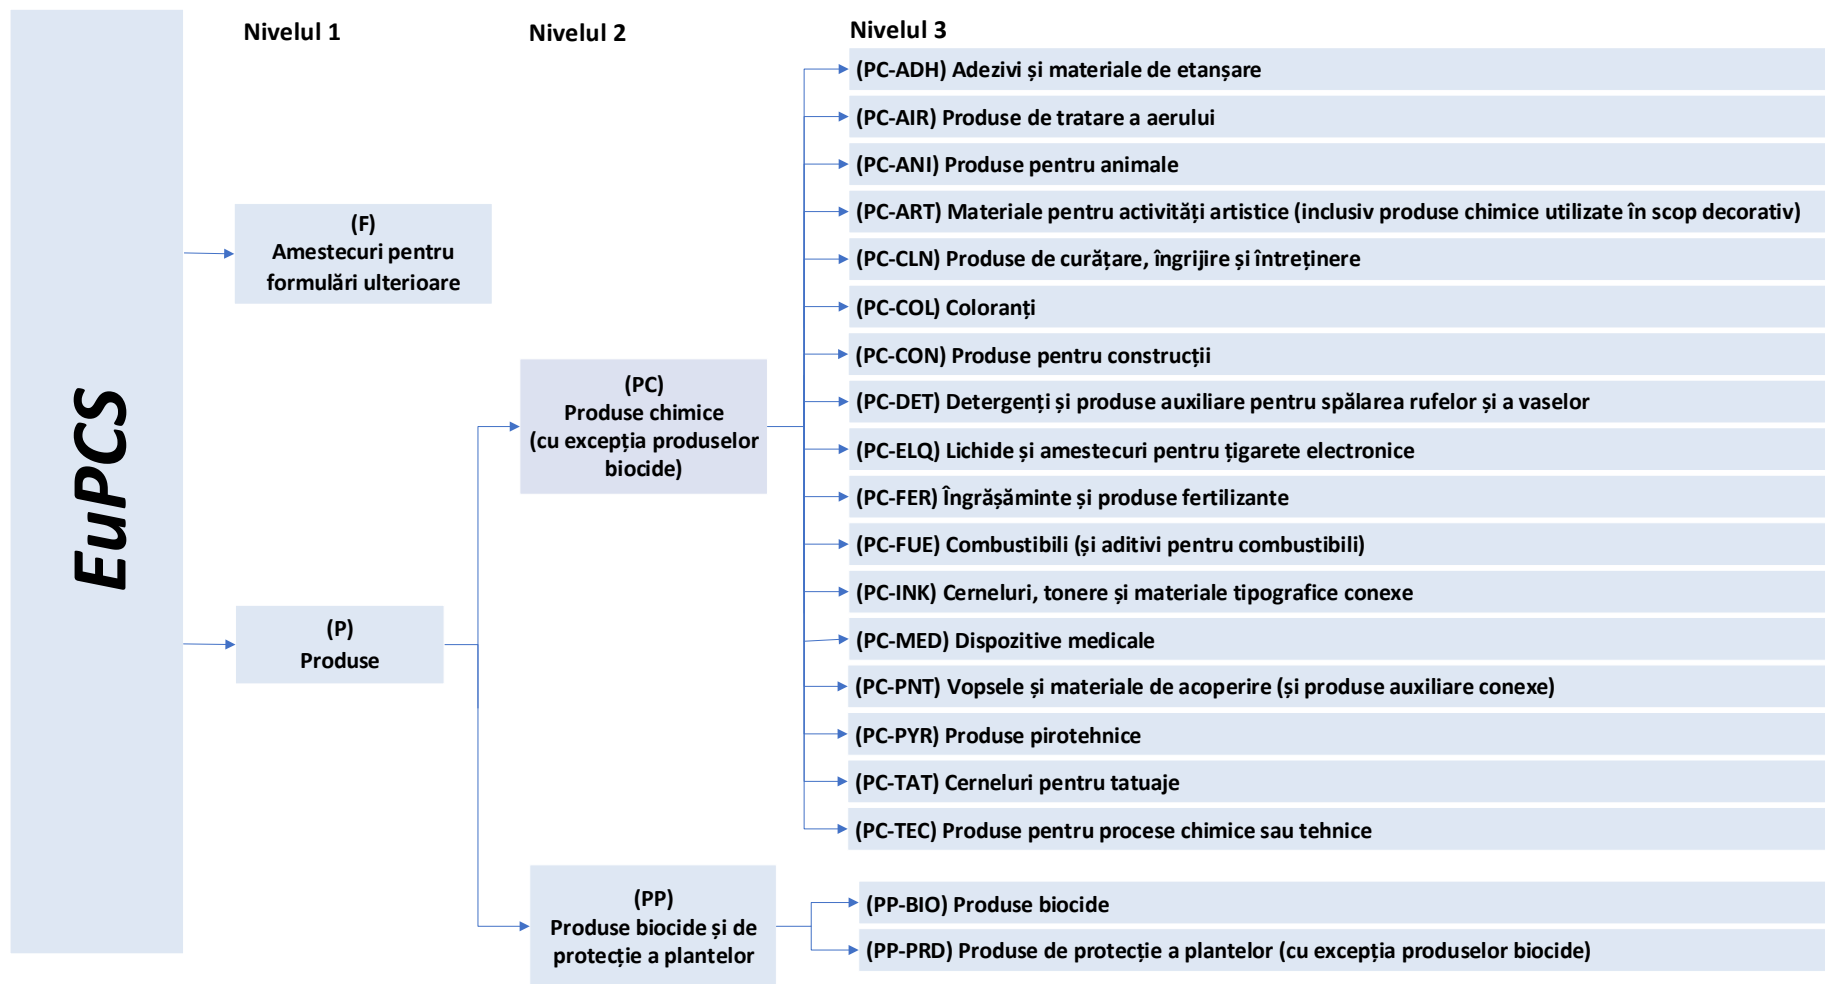 EuPCS
Nivelul 1
Nivelul 2
Nivelul 3
(F)
Amestecuri pentru
formulări ulterioare
(P)
Produse
(PC)
Produse chimice
(cu excepția produselor
biocide)
(PP)
Produse biocide și de
protecție a plantelor
(PC-ADH) Adezivi și materiale de etanșare
(PC-AIR) Produse de tratare a aerului
(PC-ANI) Produse pentru animale
(PC-ART) Materiale pentru activități artistice (inclusiv produse chimice utilizate în scop decorativ)
(PC-CLN) Produse de curățare, îngrijire și întreținere
(PC-COL) Coloranți
(PC-CON) Produse pentru construcții
(PC-DET) Detergenți și produse auxiliare pentru spălarea rufelor și a vaselor
(PC-ELQ) Lichide și amestecuri pentru țigarete electronice
(PC-FER) Îngrășăminte și produse fertilizante
(PC-FUE) Combustibili (și aditivi pentru combustibili)
(PC-INK) Cerneluri, tonere și materiale tipografice conexe
(PC-MED) Dispozitive medicale
(PC-PNT) Vopsele și materiale de acoperire (și produse auxiliare conexe)
(PC-PYR) Produse pirotehnice
(PC-TAT) Cerneluri pentru tatuaje
(PC-TEC) Produse pentru procese chimice sau tehnice
(PP-BIO) Produse biocide
(PP-PRD) Produse de protecție a plantelor (cu excepția produselor biocide)